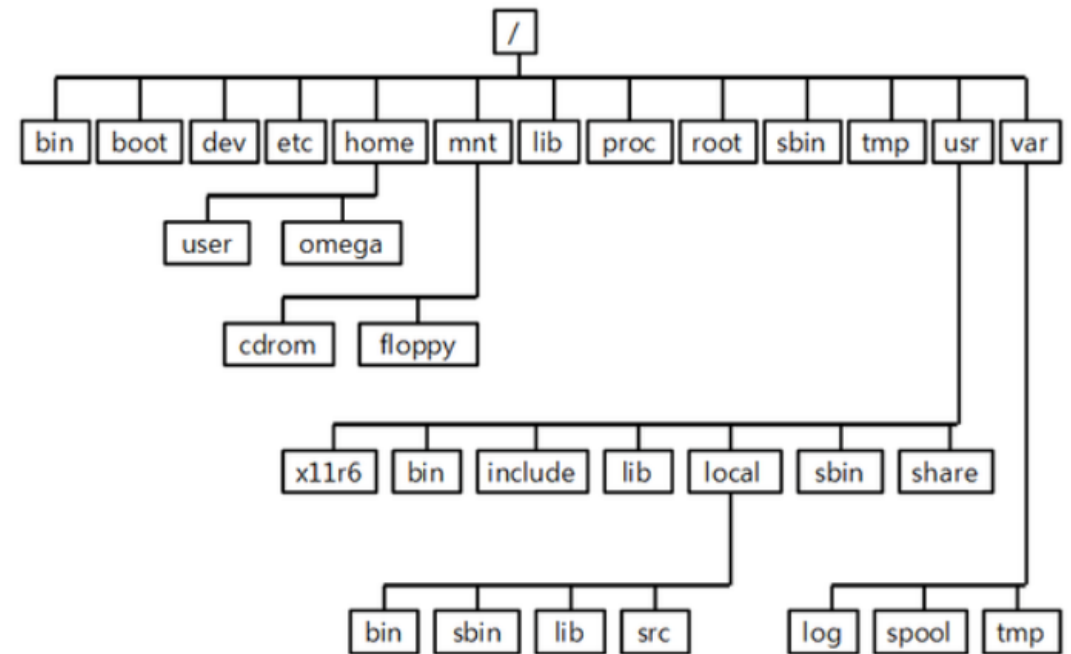 /
bin boot dev etc home mnt lib proc root sbin tmp usr var
user omega
cdrom floppy
x11r6 bin include lib local sbin share
bin sbin lib src log spool tmp